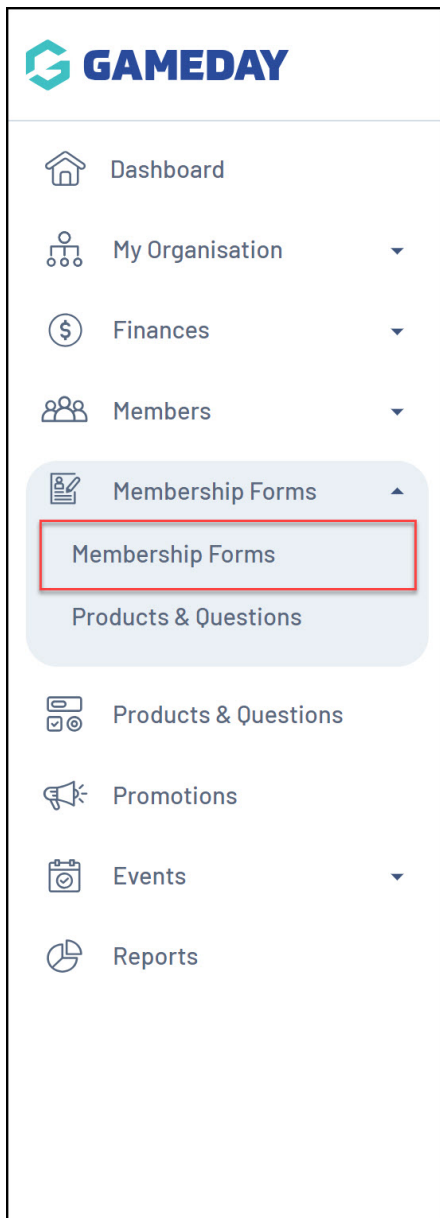 GAMEDAY
Dashboard
My Organisation
Finances
Members
Membership Forms
Membership Forms
Products & Questions
Products & Questions
Promotions
Events
Reports